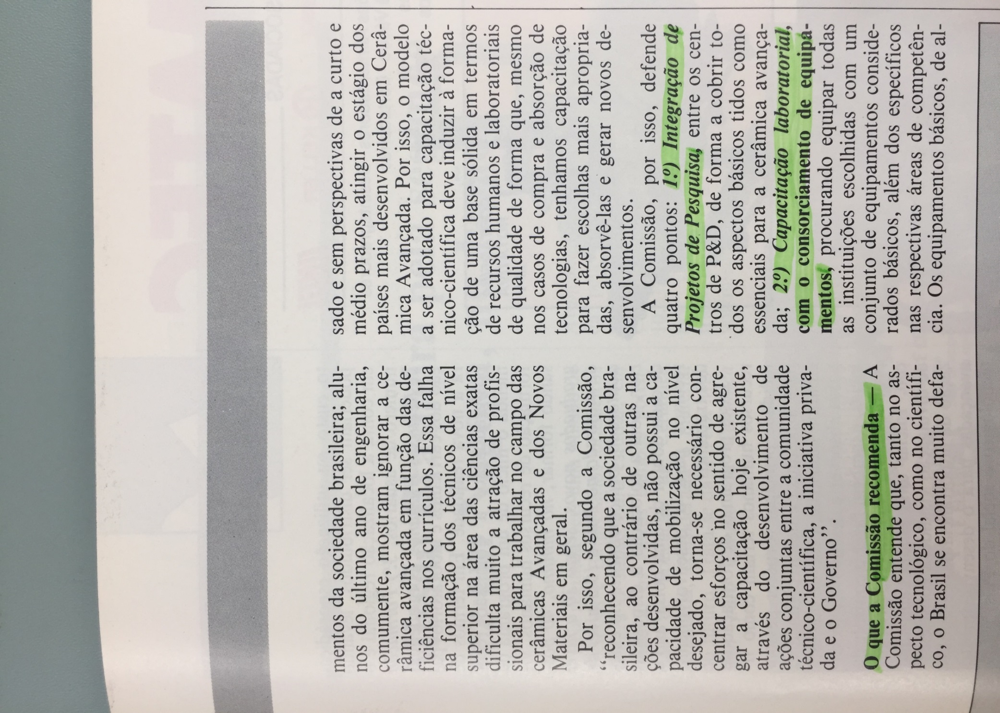 mentos da sociedade brasileira; alu-
nos do último ano de engenharia,
comumente, mostram ignorar a ce-
râmica avançada em função das de-
ficiências nos currículos. Essa falha
na formação dos técnicos de nível
superior na área das ciências exatas
dificulta muito a atração de profis-
sionais para trabalhar no campo das
cerâmicas Avançadas e dos Novos
Materiais em geral.
Por isso, segundo a Comissão,
“reconhecendo que a sociedade bra-
sileira, ao contrário de outras na-
ções desenvolvidas, não possui a ca-
pacidade de mobilização no nível
desejado, torna-se necessário con-
centrar esforços no sentido de agre-
gar a capacitação hoje existente,
através do desenvolvimento de
ações conjuntas entre a comunidade
técnico-científica, a iniciativa priva-
da e o Governo”.
O que a Comissão recomenda — A
Comissão entende que, tanto no as-
pecto tecnológico, como no científi-
co, o Brasil se encontra muito defa-
sado e sem perspectivas de a curto e
médio prazos, atingir o estágio dos
países mais desenvolvidos em Cerâ-
mica Avançada. Por isso, o modelo
a ser adotado para capacitação téc-
nico-científica deve induzir à forma-
ção de uma base sólida em termos
de recursos humanos e laboratoriais
de qualidade de forma que, mesmo
nos casos de compra e absorção de
tecnologias, tenhamos capacitação
para fazer escolhas mais apropria-
das, absorvê-las e gerar novos de-
senvolvimentos.
A Comissão, por isso, defende
quatro pontos: 1.º) Integração de
Projetos de Pesquisa, entre os cen-
tros de P&D, de forma a cobrir to-
dos os aspectos básicos tidos como
essenciais para a cerâmica avança-
da; 2.º) Capacitação laboratorial,
com o consorciamento de equipa-
mentos, procurando equipar todas
as instituições escolhidas com um
conjunto de equipamentos conside-
rados básicos, além dos específicos
nas respectivas áreas de competên-
cia. Os equipamentos básicos, de al-